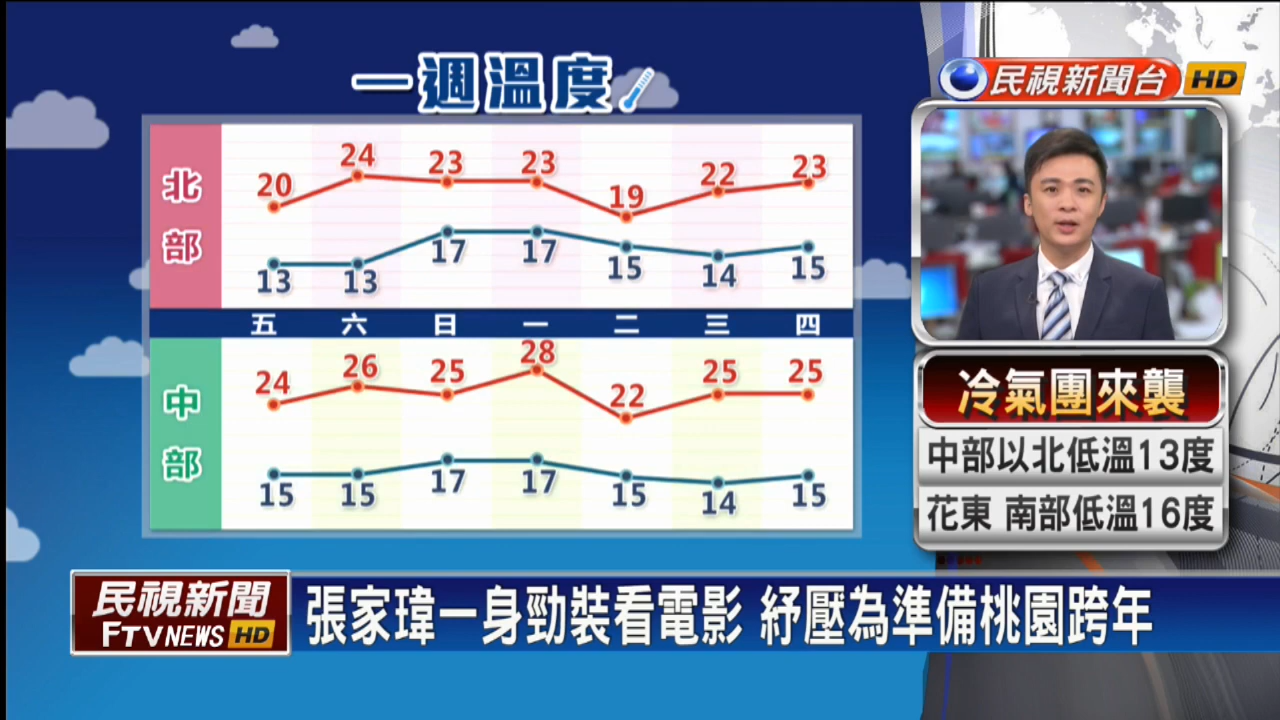 一週溫度
北部
20 24 23 23 19 22 23
13 13 17 17 15 14 15
五 六 日 一 二 三 四
中部
24 26 25 28 22 25 25
15 15 17 17 15 14 15
民視新聞台 HD
冷氣團來襲
中部以北低溫13度
花東 南部低溫16度
民視新聞
FTVNEWS HD
張家瑋一身勁裝看電影 紓壓為準備桃園跨年